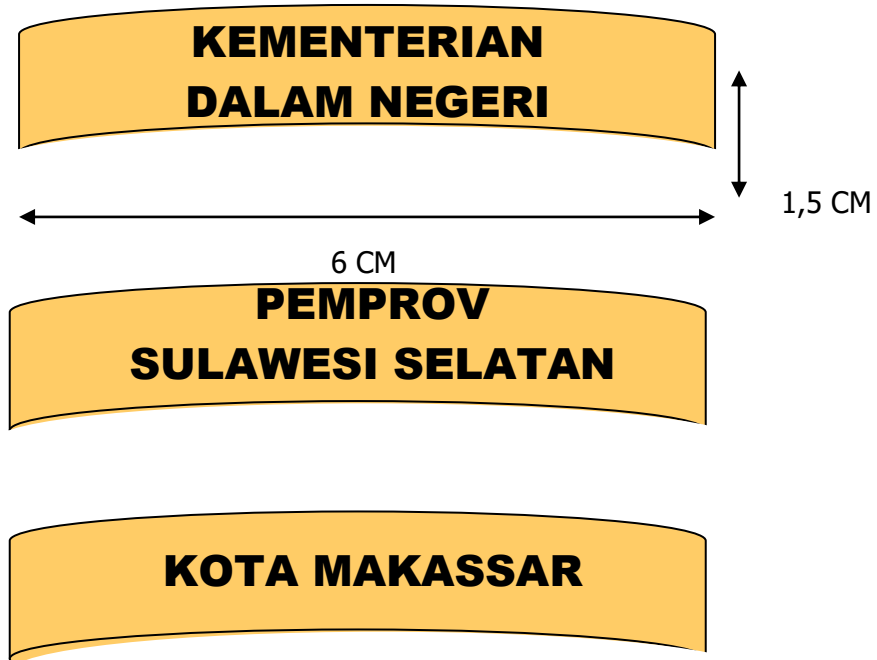 KEMENTERIAN
DALAM NEGERI
1,5 CM
6 CM
PEMPROV
SULAWESI SELATAN
KOTA MAKASSAR